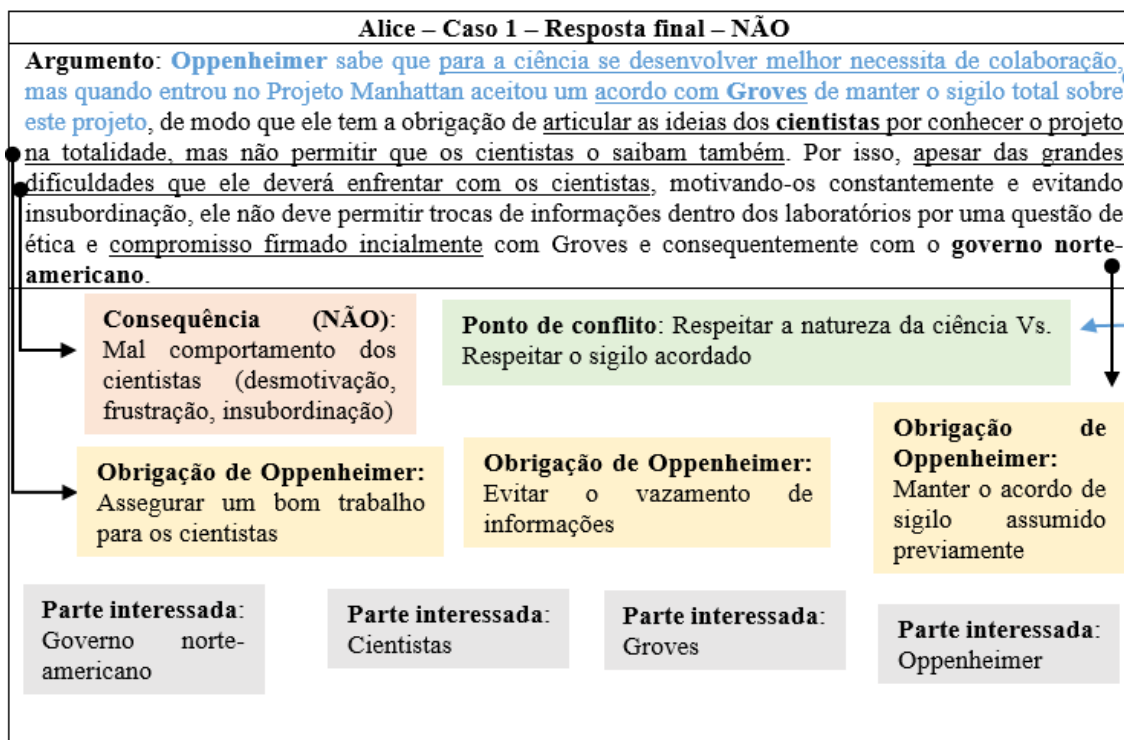 Alice – Caso 1 – Resposta final – NÃO
Argumento: Oppenheimer sabe que para a ciência se desenvolver melhor necessita de colaboração,
mas quando entrou no Projeto Manhattan aceitou um acordo com Groves de manter o sigilo total sobre
este projeto, de modo que ele tem a obrigação de articular as ideias dos cientistas por conhecer o projeto
na totalidade, mas não permitir que os cientistas o saibam também. Por isso, apesar das grandes
dificuldades que ele deverá enfrentar com os cientistas, motivando-os constantemente e evitando
insubordinação, ele não deve permitir trocas de informações dentro dos laboratórios por uma questão de
ética e compromisso firmado incialmente com Groves e consequentemente com o governo norte-
americano.
Consequência (NÃO):
Mal comportamento dos
cientistas (desmotivação,
frustração, insubordinação)
Ponto de conflito: Respeitar a natureza da ciência Vs.
Respeitar o sigilo acordado
Obrigação de Oppenheimer:
Assegurar um bom trabalho
para os cientistas
Obrigação de Oppenheimer:
Evitar o vazamento de
informações
Obrigação de
Oppenheimer:
Manter o acordo de
sigilo assumido
previamente
Parte interessada:
Governo norte-
americano
Parte interessada:
Cientistas
Parte interessada:
Groves
Parte interessada:
Oppenheimer